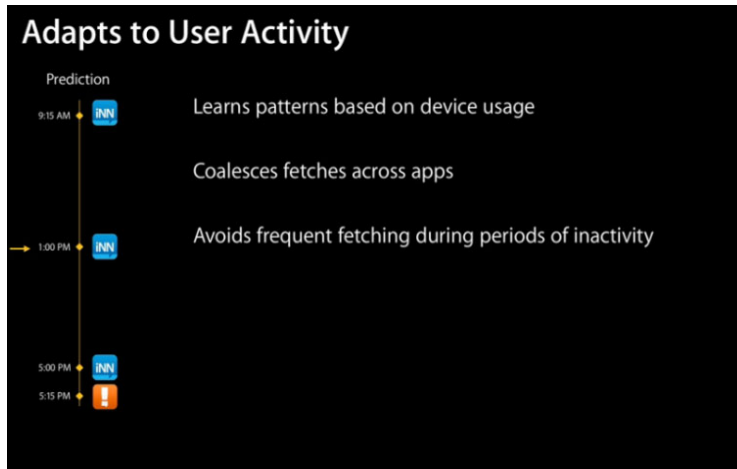 Adapts to User Activity
Prediction
9:15 AM
iNN
Learns patterns based on device usage
Coalesces fetches across apps
Avoids frequent fetching during periods of inactivity
1:00 PM
iNN
5:00 PM
iNN
5:15 PM
!